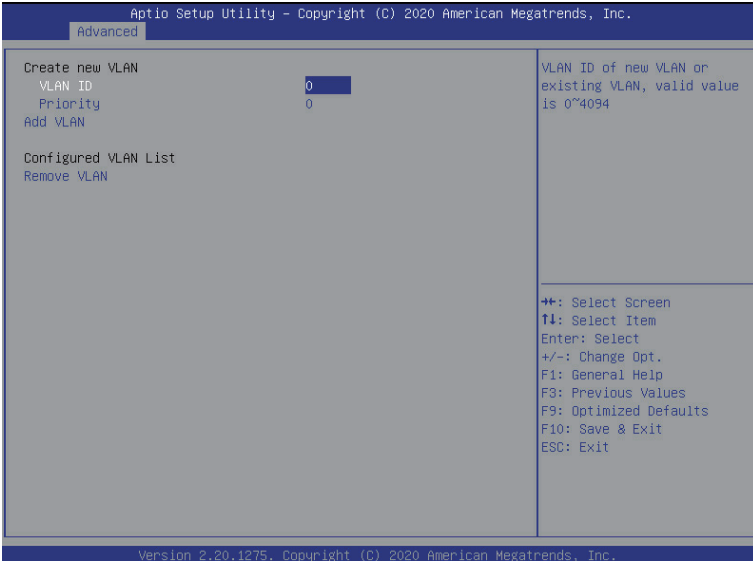 Aptio Setup Utility – Copyright (C) 2020 American Megatrends, Inc.
Advanced
Create new VLAN
VLAN ID 0
Priority 0
Add VLAN
Configured VLAN List
Remove VLAN
VLAN ID of new VLAN or
existing VLAN, valid value
is 0~4094
→←: Select Screen
↑↓: Select Item
Enter: Select
+/-: Change Opt.
F1: General Help
F3: Previous Values
F9: Optimized Defaults
F10: Save & Exit
ESC: Exit
Version 2.20.1275. Copyright (C) 2020 American Megatrends, Inc.